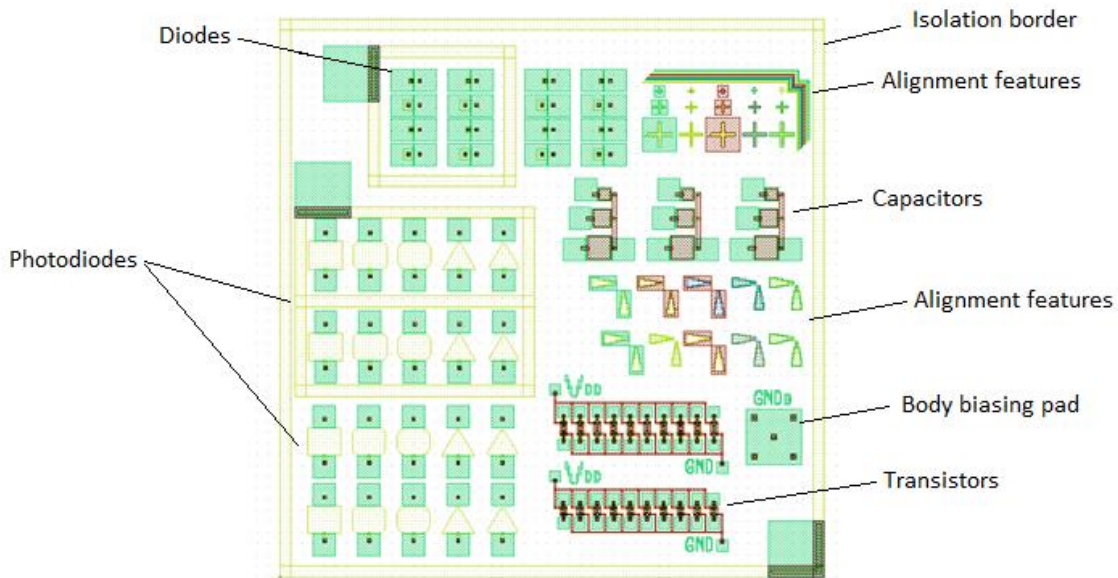 Isolation border
Diodes
Alignment features
Capacitors
Photodiodes
Alignment features
VDD
GNDB
Body biasing pad
GND
VDD
Transistors
GND